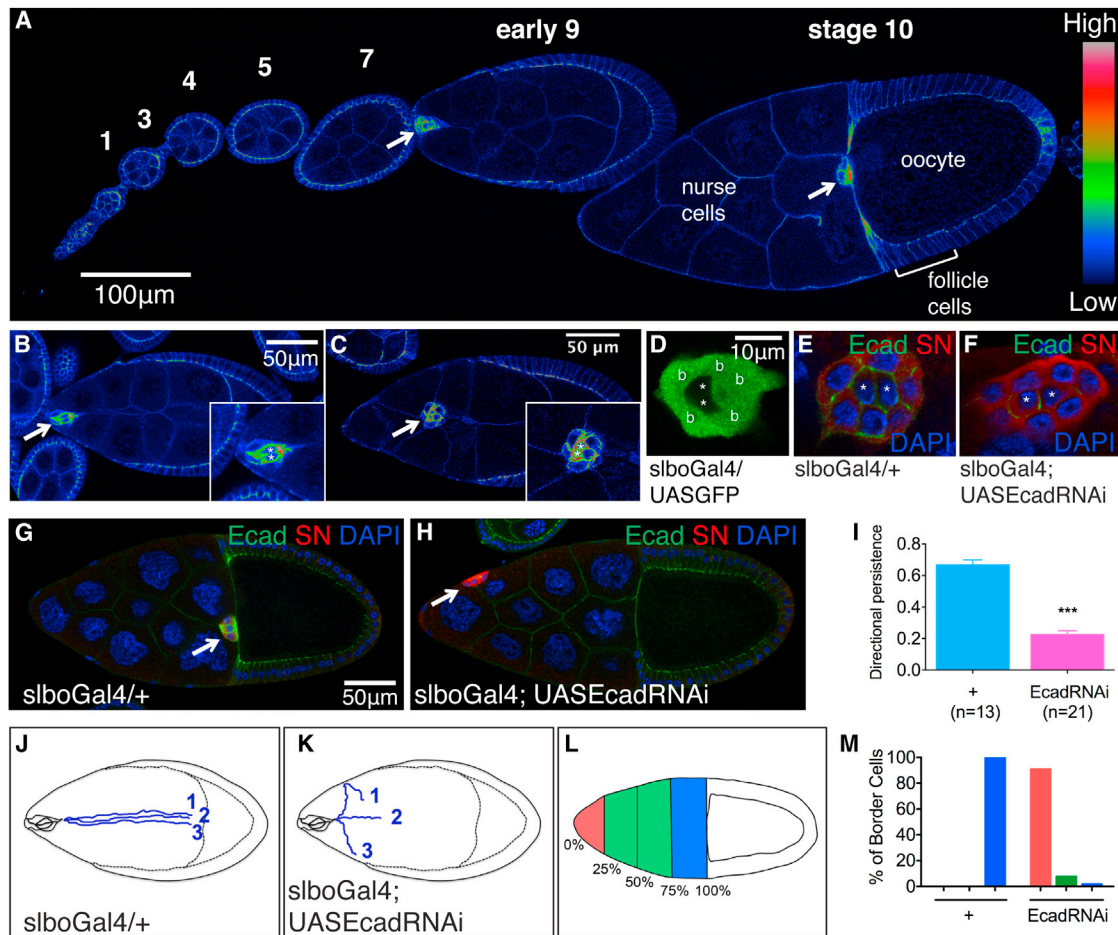 A
early 9
stage 10
High
7
5
4
3
1
nurse
cells
oocyte
follicle
cells
Low
100µm
B
50µm
**
C
50 µm
**
D
10µm
b
b
b
*
*
b
b
slboGal4/
UASGFP
E
Ecad SN
* *
DAPI
slboGal4/+
F
Ecad SN
* *
DAPI
slboGal4;
UASEcadRNAi
G
Ecad SN DAPI
slboGal4/+
50µm
H
Ecad SN DAPI
slboGal4; UASEcadRNAi
I
Directional persistence
0.8
0.6
0.4
0.2
0.0
***
+
(n=13)
EcadRNAi
(n=21)
J
1
2
3
slboGal4/+
K
1
2
3
slboGal4;
UASEcadRNAi
L
0%
25%
50%
75%
100%
M
% of Border Cells
100
80
60
40
20
0
+
EcadRNAi